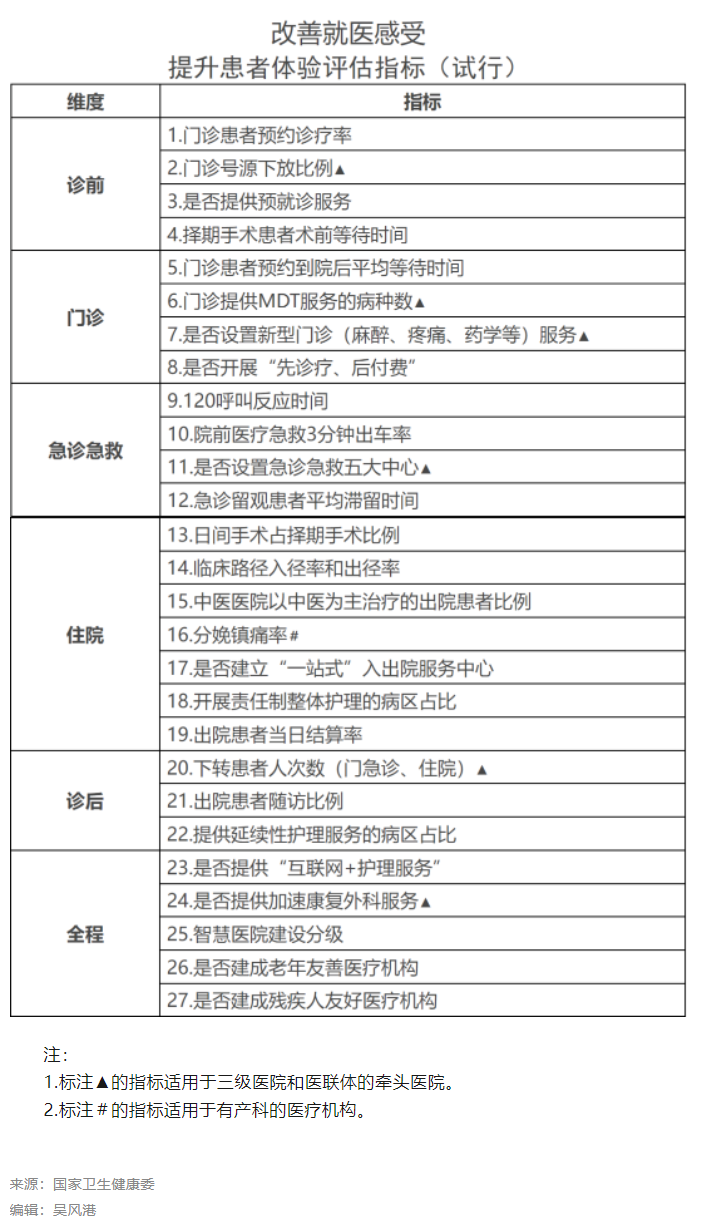 改善就医感受
提升患者体验评估指标（试行）
维度 指标
诊前
1.门诊患者预约诊疗率
2.门诊号源下放比例▲
3.是否提供预就诊服务
4.择期手术患者术前等待时间
门诊
5.门诊患者预约到院后平均等待时间
6.门诊提供MDT服务的病种数▲
7.是否设置新型门诊（麻醉、疼痛、药学等）服务▲
8.是否开展“先诊疗、后付费”
急诊急救
9.120呼叫反应时间
10.院前医疗急救3分钟出车率
11.是否设置急诊急救五大中心▲
12.急诊留观患者平均滞留时间
住院
13.日间手术占择期手术比例
14.临床路径入径率和出径率
15.中医医院以中医为主治疗的出院患者比例
16.分娩镇痛率#
17.是否建立“一站式”入出院服务中心
18.开展责任制整体护理的病区占比
19.出院患者当日结算率
诊后
20.下转患者人次数（门急诊、住院）▲
21.出院患者随访比例
22.提供延续性护理服务的病区占比
全程
23.是否提供“互联网+护理服务”
24.是否提供加速康复外科服务▲
25.智慧医院建设分级
26.是否建成老年友善医疗机构
27.是否建成残疾人友好医疗机构
注：
1.标注▲的指标适用于三级医院和医联体的牵头医院。
2.标注＃的指标适用于有产科的医疗机构。
来源：国家卫生健康委
编辑：吴风港